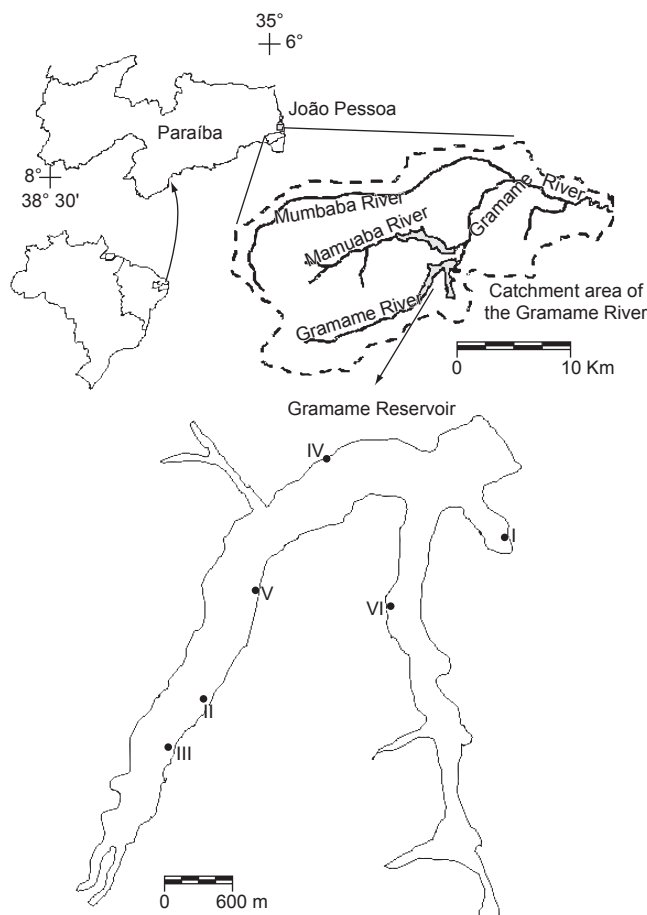 35°
6°
João Pessoa
Paraíba
8°
38° 30'
Mumbaba River
Gramame River
Mamuaba River
Gramame River
Catchment area of
the Gramame River
0 10 Km
Gramame Reservoir
IV
I
V
VI
II
III
0 600 m